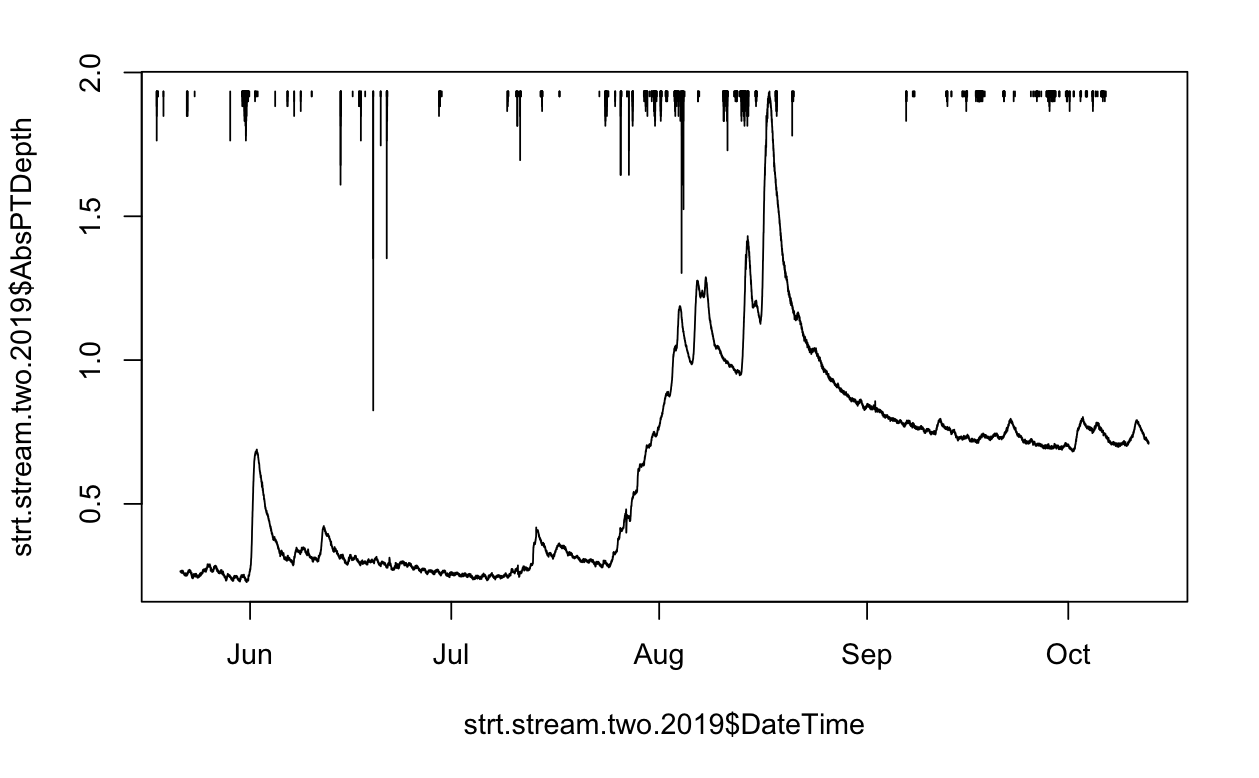 strt.stream.two.2019$AbsPTDepth
2.0
1.5
1.0
0.5
Jun Jul Aug Sep Oct
strt.stream.two.2019$DateTime